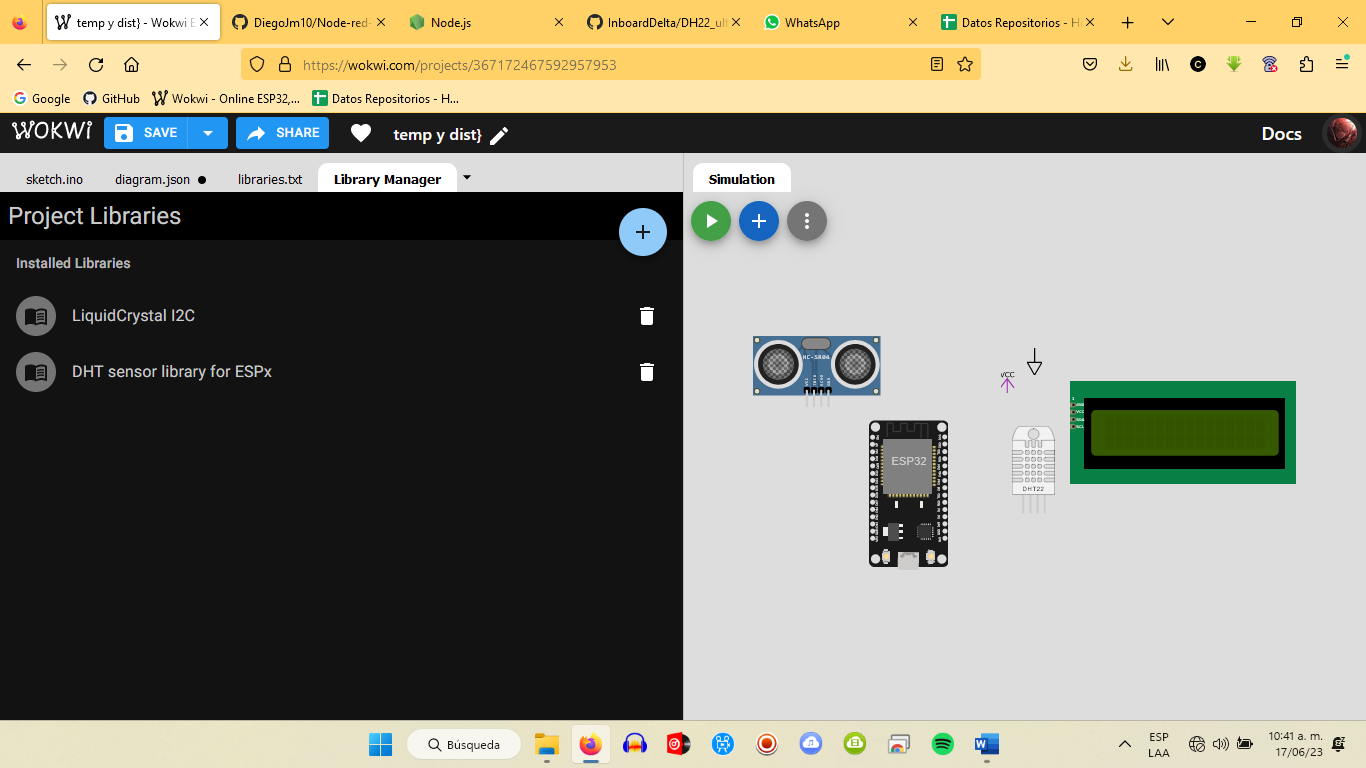 temp y dist} - Wokwi E
DiegoJm10/Node-red-
Node.js
InboardDelta/DH22_ul
WhatsApp
Datos Repositorios - H
https://wokwi.com/projects/367172467592957953
Google
GitHub
Wokwi - Online ESP32,...
Datos Repositorios - H...
WOKWI
SAVE
SHARE
temp y dist}
Docs
sketch.ino
diagram.json
libraries.txt
Library Manager
Simulation
Project Libraries
Installed Libraries
LiquidCrystal I2C
DHT sensor library for ESPx
HC-SR04
VCC
ESP32
DHT22
Búsqueda
ESP
LAA
10:41 a. m.
17/06/23